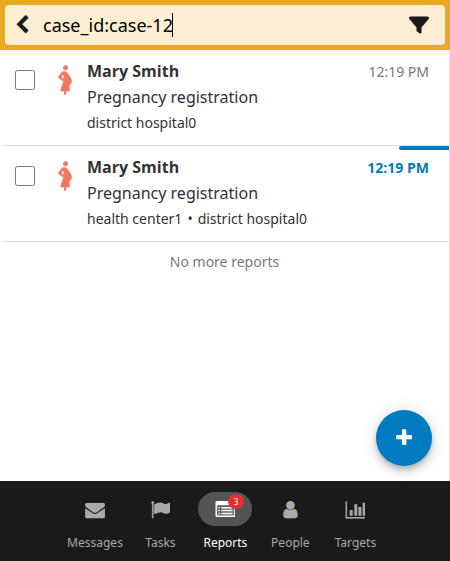 case_id:case-12
Mary Smith 12:19 PM
Pregnancy registration
district hospital0
Mary Smith 12:19 PM
Pregnancy registration
health center1 • district hospital0
No more reports
+
3
Messages Tasks Reports People Targets